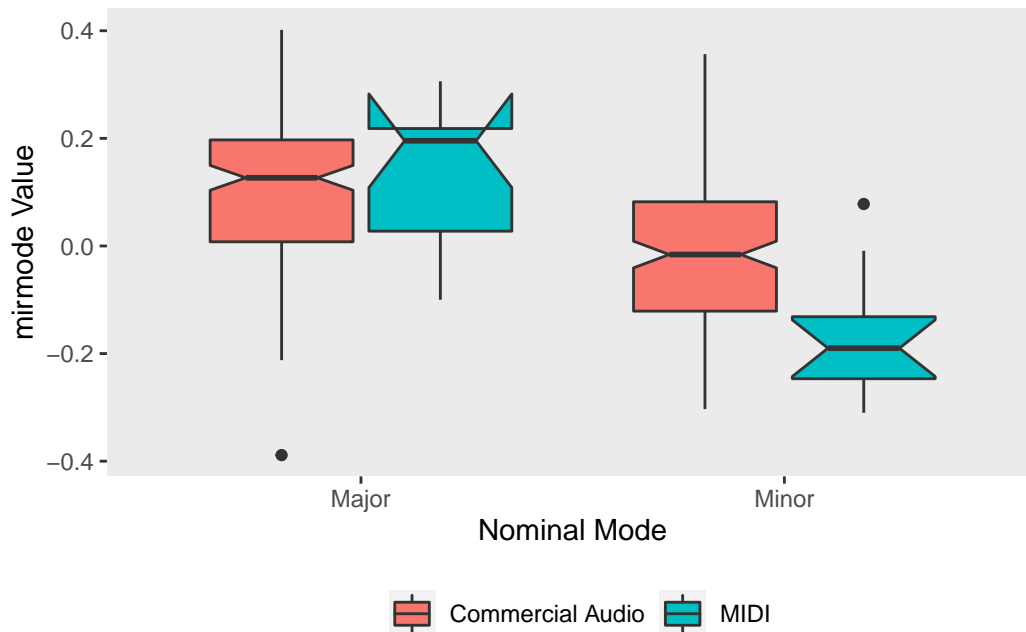 0.4
0.2
0.0
−0.2
−0.4
mirmode Value
Major Minor
Nominal Mode
Commercial Audio MIDI